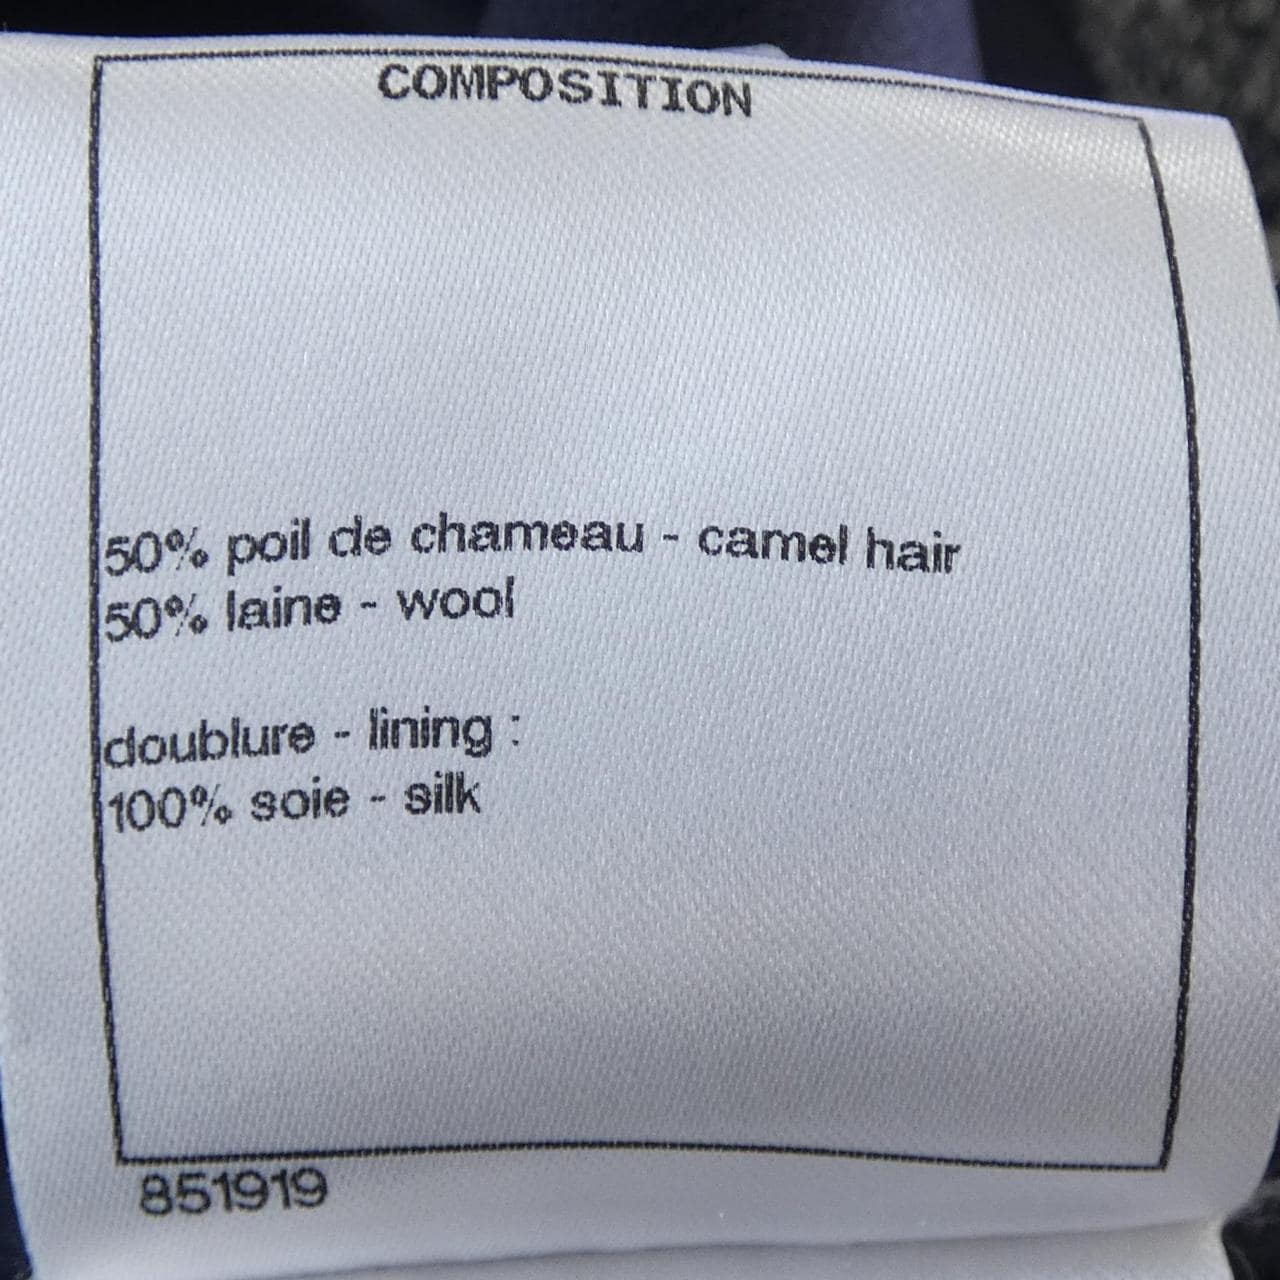 COMPOSITION
50% poil de chameau - camel hair
50% laine - wool
doublure - lining :
100% soie - silk
851919